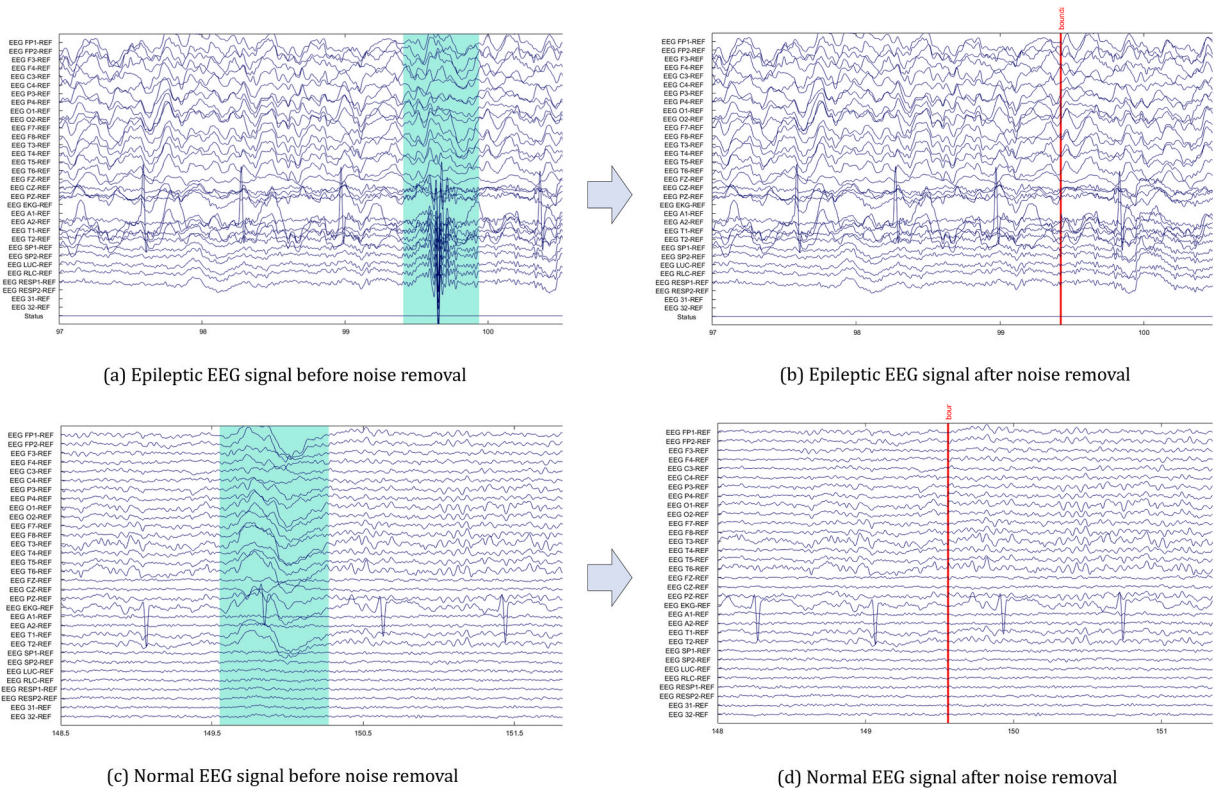 EEG FP1-REF
EEG FP2-REF
EEG F3-REF
EEG F4-REF
EEG C3-REF
EEG C4-REF
EEG P3-REF
EEG P4-REF
EEG O1-REF
EEG O2-REF
EEG F7-REF
EEG F8-REF
EEG T3-REF
EEG T4-REF
EEG T5-REF
EEG T6-REF
EEG FZ-REF
EEG CZ-REF
EEG PZ-REF
EEG EKG-REF
EEG A1-REF
EEG A2-REF
EEG T1-REF
EEG T2-REF
EEG SP1-REF
EEG SP2-REF
EEG LUC-REF
EEG RLC-REF
EEG RESP1-REF
EEG RESP2-REF
EEG 31-REF
EEG 32-REF
Status
97 98 99 100
(a) Epileptic EEG signal before noise removal
bound
EEG FP1-REF
EEG FP2-REF
EEG F3-REF
EEG F4-REF
EEG C3-REF
EEG C4-REF
EEG P3-REF
EEG P4-REF
EEG O1-REF
EEG O2-REF
EEG F7-REF
EEG F8-REF
EEG T3-REF
EEG T4-REF
EEG T5-REF
EEG T6-REF
EEG FZ-REF
EEG CZ-REF
EEG PZ-REF
EEG EKG-REF
EEG A1-REF
EEG A2-REF
EEG T1-REF
EEG T2-REF
EEG SP1-REF
EEG SP2-REF
EEG LUC-REF
EEG RLC-REF
EEG RESP1-REF
EEG RESP2-REF
EEG 31-REF
EEG 32-REF
Status
97 98 99 100
(b) Epileptic EEG signal after noise removal
EEG FP1-REF
EEG FP2-REF
EEG F3-REF
EEG F4-REF
EEG C3-REF
EEG C4-REF
EEG P3-REF
EEG P4-REF
EEG O1-REF
EEG O2-REF
EEG F7-REF
EEG F8-REF
EEG T3-REF
EEG T4-REF
EEG T5-REF
EEG T6-REF
EEG FZ-REF
EEG CZ-REF
EEG PZ-REF
EEG EKG-REF
EEG A1-REF
EEG A2-REF
EEG T1-REF
EEG T2-REF
EEG SP1-REF
EEG SP2-REF
EEG LUC-REF
EEG RLC-REF
EEG RESP1-REF
EEG RESP2-REF
EEG 31-REF
EEG 32-REF
148.5 149.5 150.5 151.5
(c) Normal EEG signal before noise removal
bour
EEG FP1-REF
EEG FP2-REF
EEG F3-REF
EEG F4-REF
EEG C3-REF
EEG C4-REF
EEG P3-REF
EEG P4-REF
EEG O1-REF
EEG O2-REF
EEG F7-REF
EEG F8-REF
EEG T3-REF
EEG T4-REF
EEG T5-REF
EEG T6-REF
EEG FZ-REF
EEG CZ-REF
EEG PZ-REF
EEG EKG-REF
EEG A1-REF
EEG A2-REF
EEG T1-REF
EEG T2-REF
EEG SP1-REF
EEG SP2-REF
EEG LUC-REF
EEG RLC-REF
EEG RESP1-REF
EEG RESP2-REF
EEG 31-REF
EEG 32-REF
148 149 150 151
(d) Normal EEG signal after noise removal